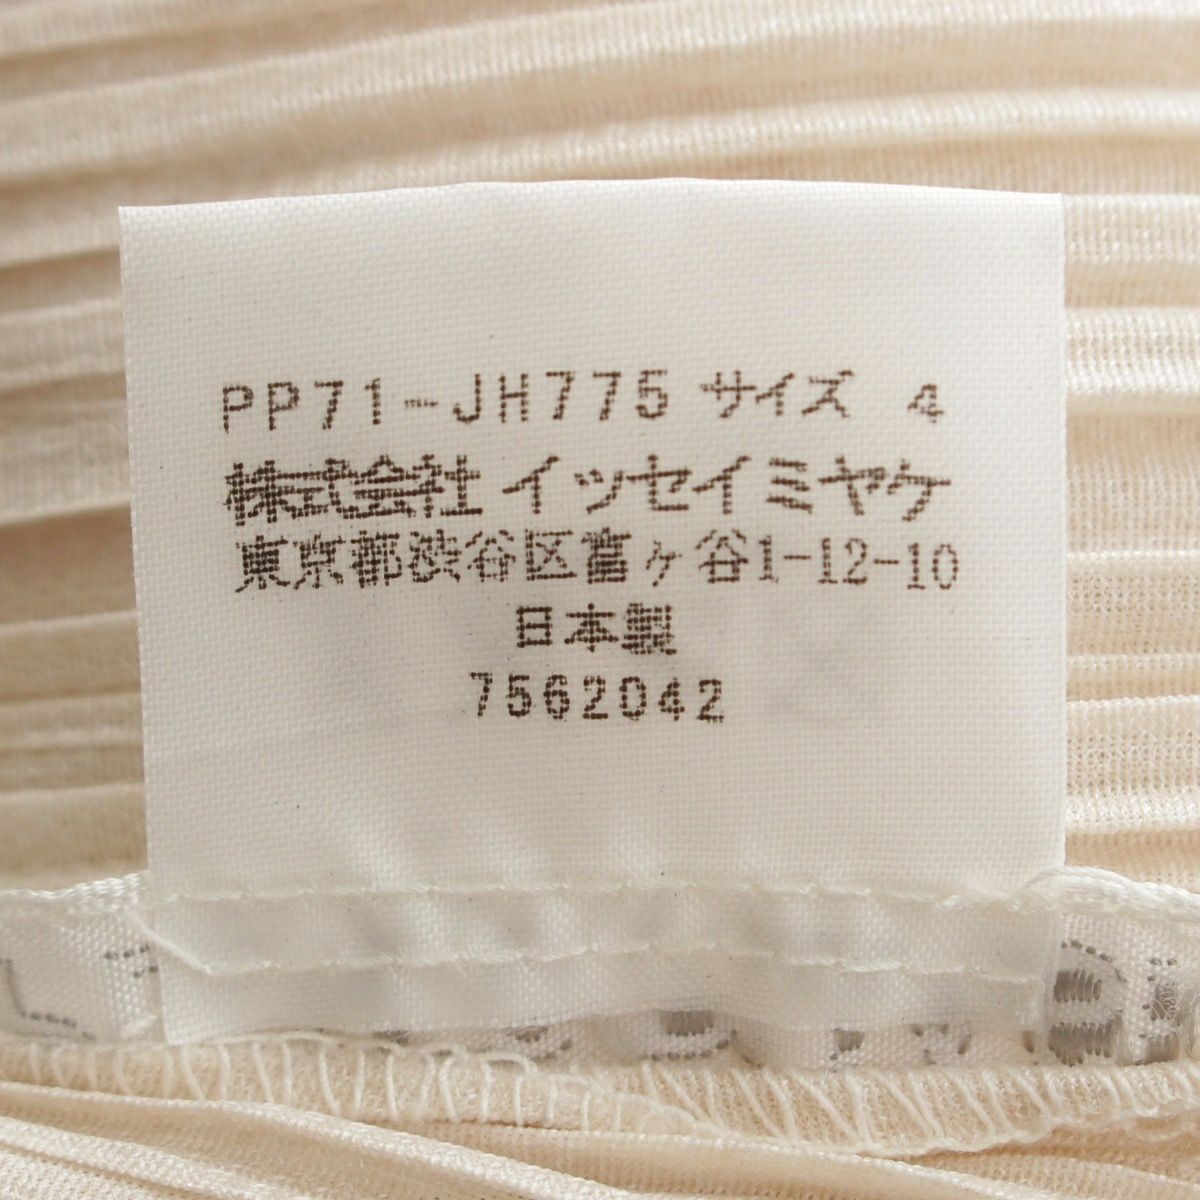 PP71-JH775 サイズ 4
株式会社 イッセイミヤケ
東京都渋谷区富ヶ谷1-12-10
日本製
7562042